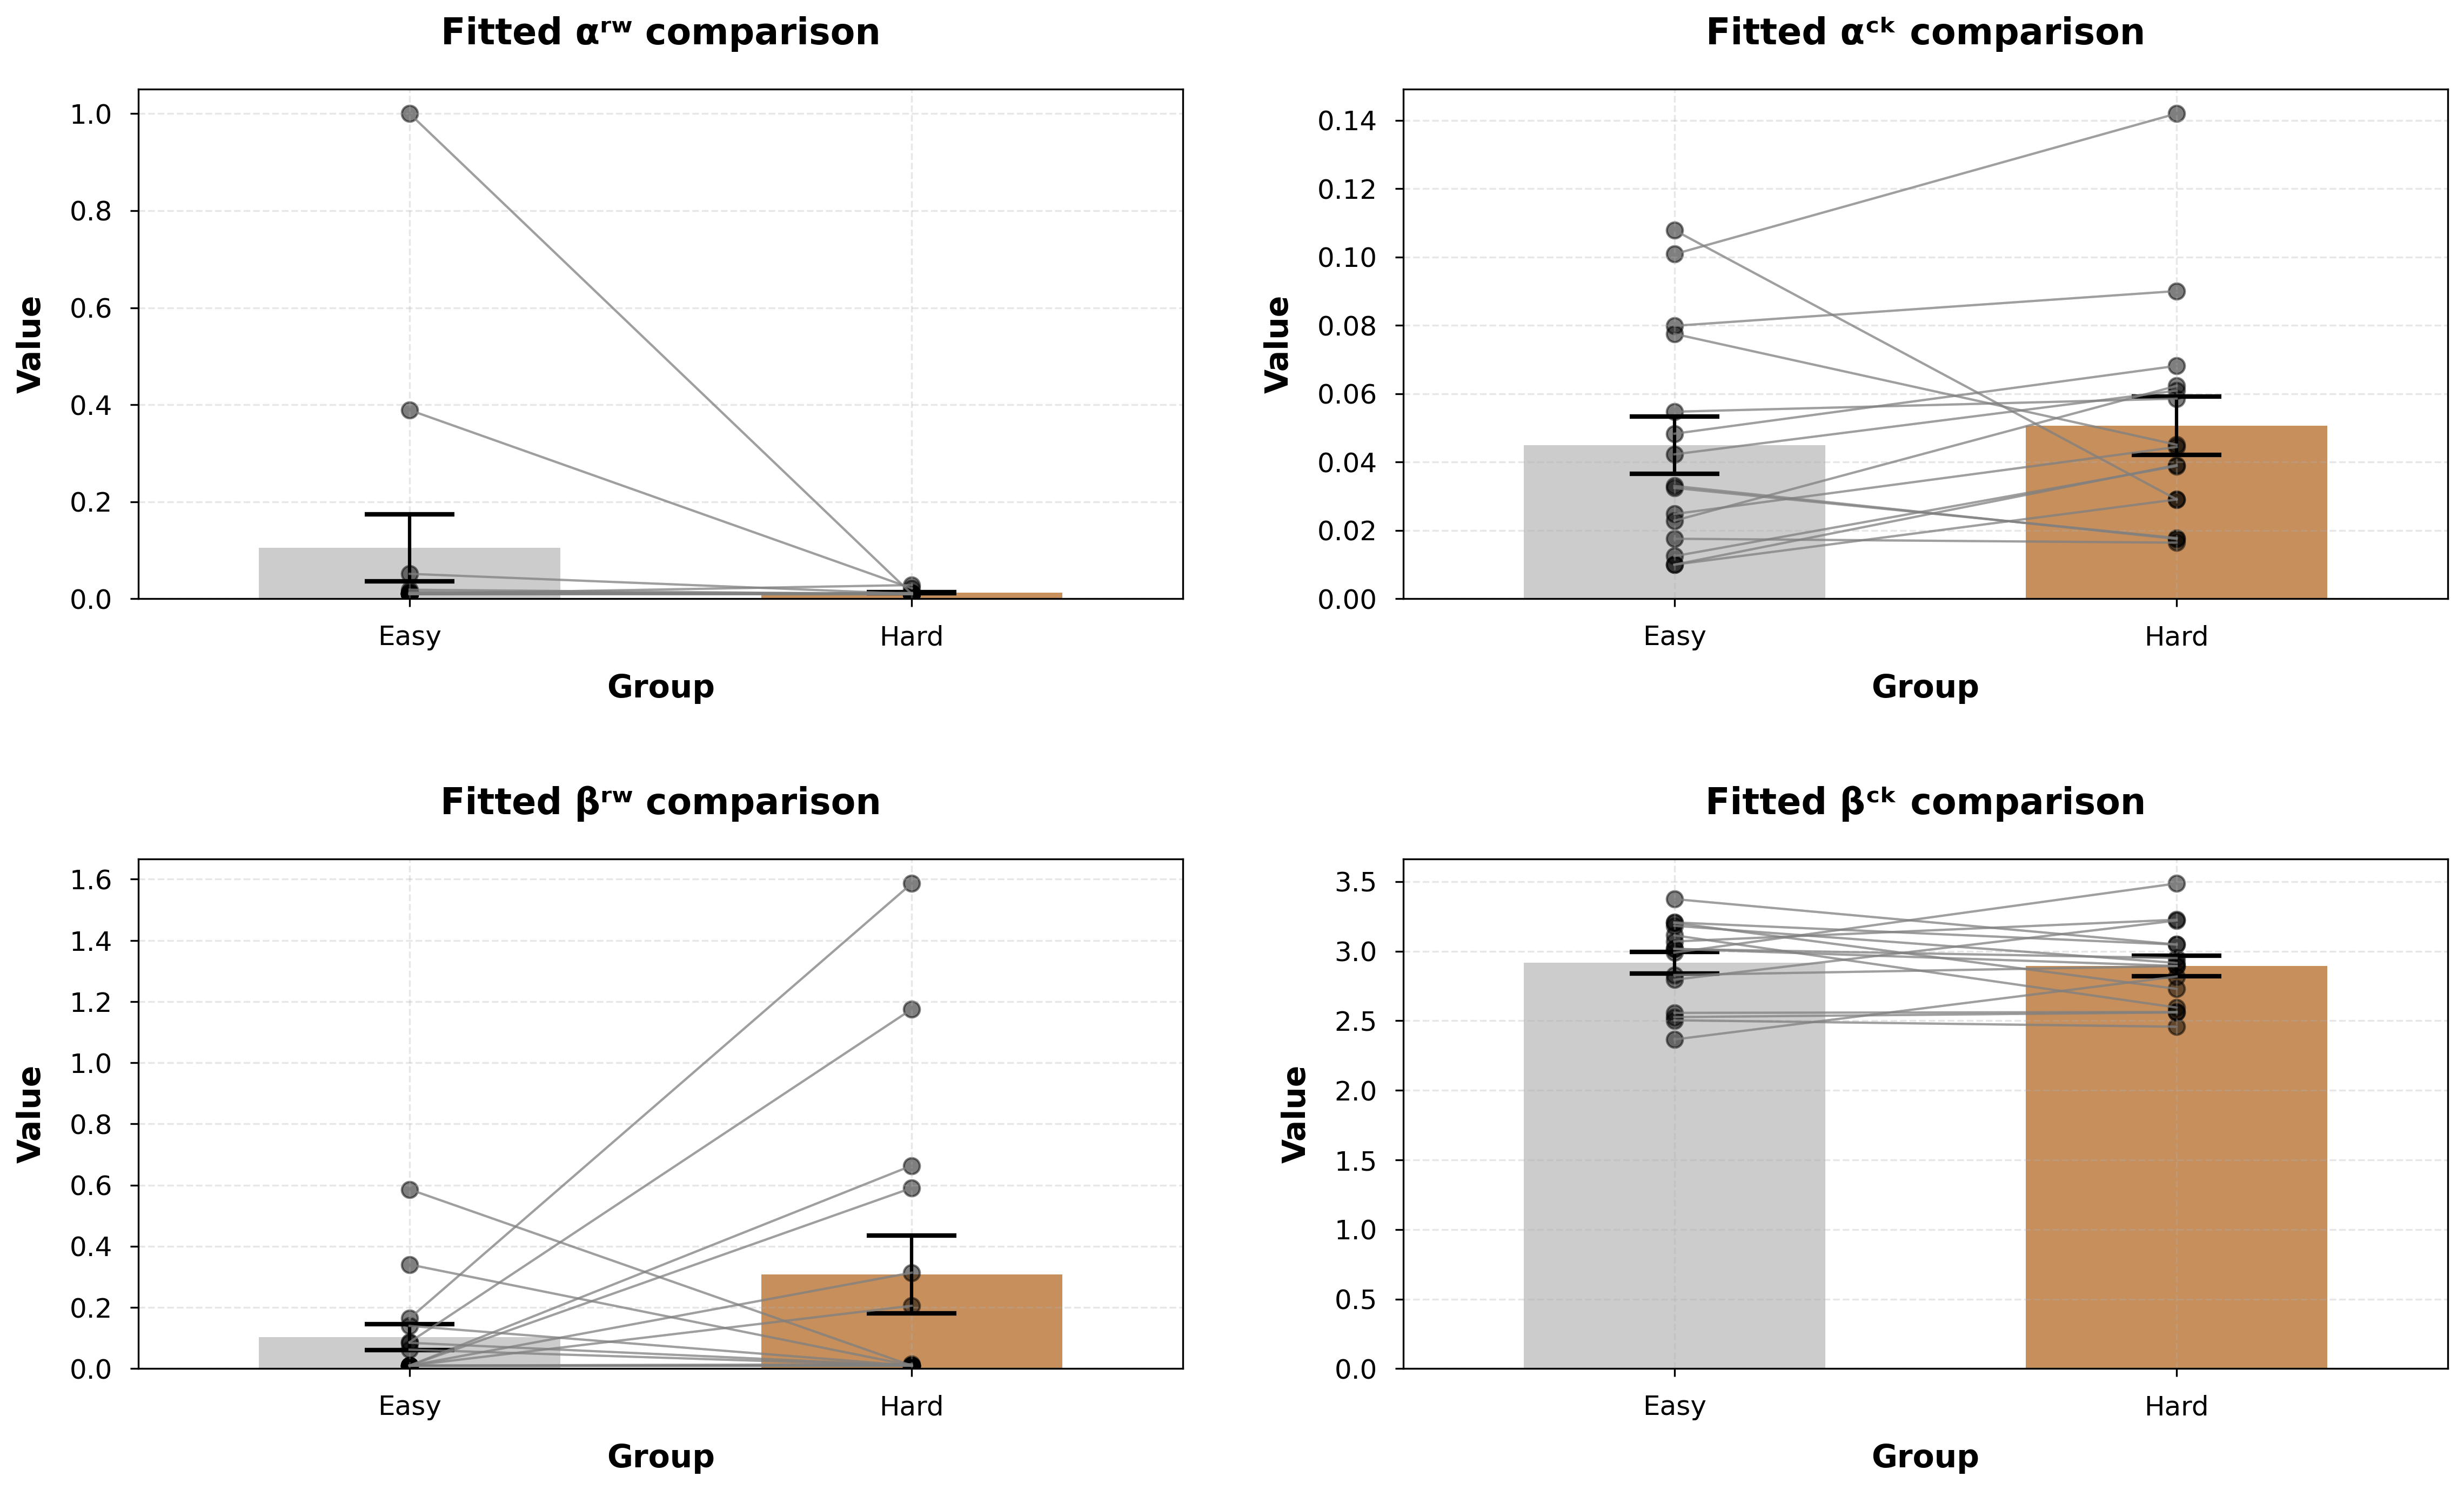 Fitted αʳʷ comparison
1.0
0.8
0.6
0.4
0.2
0.0
Value
Easy
Hard
Group
Fitted αᶜᵏ comparison
0.14
0.12
0.10
0.08
0.06
0.04
0.02
0.00
Value
Easy
Hard
Group
Fitted βʳʷ comparison
1.6
1.4
1.2
1.0
0.8
0.6
0.4
0.2
0.0
Value
Easy
Hard
Group
Fitted βᶜᵏ comparison
3.5
3.0
2.5
2.0
1.5
1.0
0.5
0.0
Value
Easy
Hard
Group